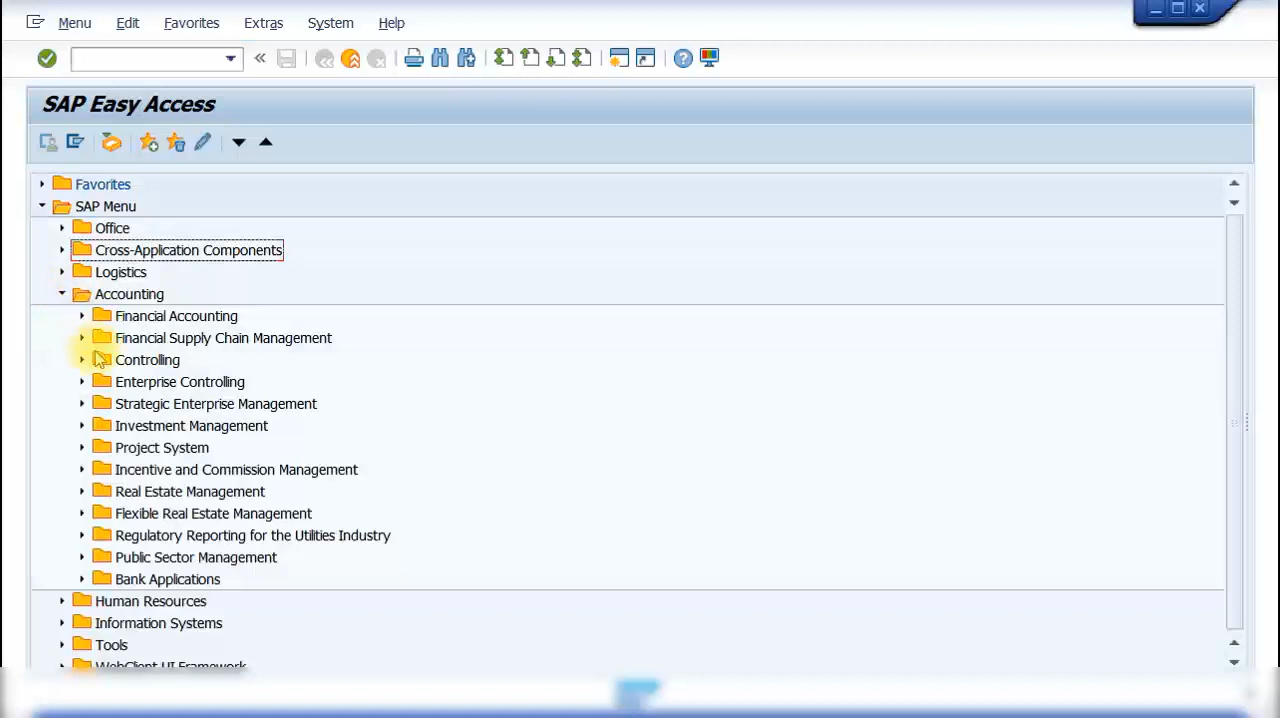 Menu Edit Favorites Extras System Help
SAP Easy Access
Favorites
SAP Menu
Office
Cross-Application Components
Logistics
Accounting
Financial Accounting
Financial Supply Chain Management
Controlling
Enterprise Controlling
Strategic Enterprise Management
Investment Management
Project System
Incentive and Commission Management
Real Estate Management
Flexible Real Estate Management
Regulatory Reporting for the Utilities Industry
Public Sector Management
Bank Applications
Human Resources
Information Systems
Tools
WebClient UI Framework